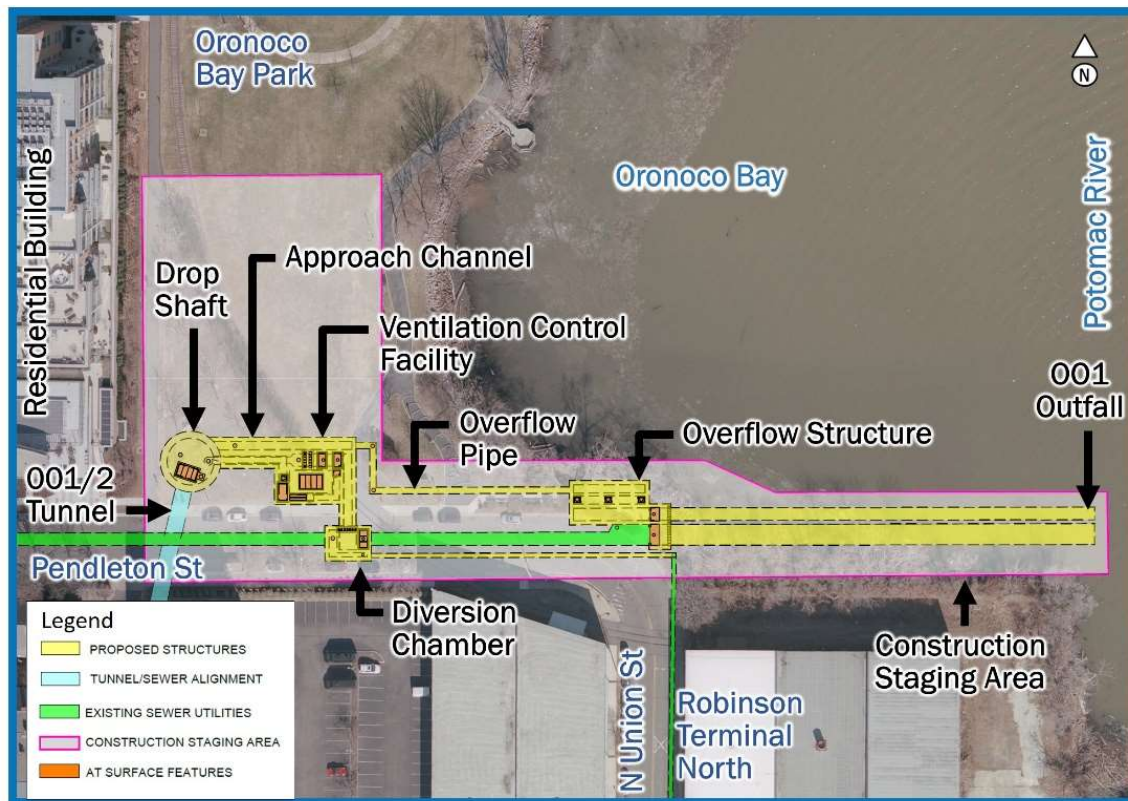 Oronoco
Bay Park
N
Oronoco Bay
Potomac River
Residential Building
Approach Channel
Drop
Shaft
Ventilation Control
Facility
001
Outfall
Overflow
Pipe
Overflow Structure
001/2
Tunnel
Pendleton St
Diversion
Chamber
Construction
Staging Area
N Union St
Robinson
Terminal
North
Legend
PROPOSED STRUCTURES
TUNNEL/SEWER ALIGNMENT
EXISTING SEWER UTILITIES
CONSTRUCTION STAGING AREA
AT SURFACE FEATURES